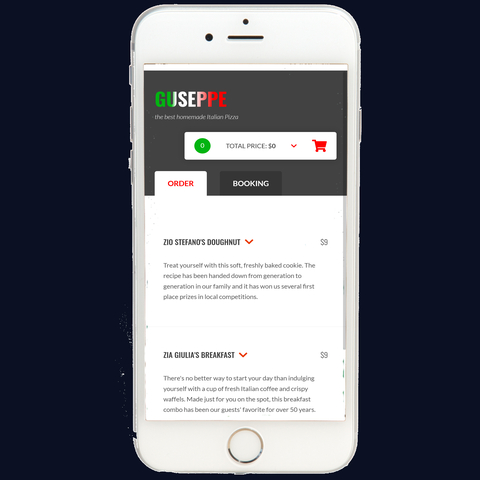 GUSEPPE
the best homemade Italian Pizza
0 TOTAL PRICE: $0
ORDER BOOKING
ZIO STEFANO'S DOUGHNUT $9
Treat yourself with this soft, freshly baked cookie. The
recipe has been handed down from generation to
generation in our family and it has won us several first
place prizes in local competitions.
ZIA GIULIA'S BREAKFAST $9
There's no better way to start your day than indulging
yourself with a cup of fresh Italian coffee and crispy
waffels. Made just for you on the spot, this breakfast
combo has been our guests' favorite for over 50 years.